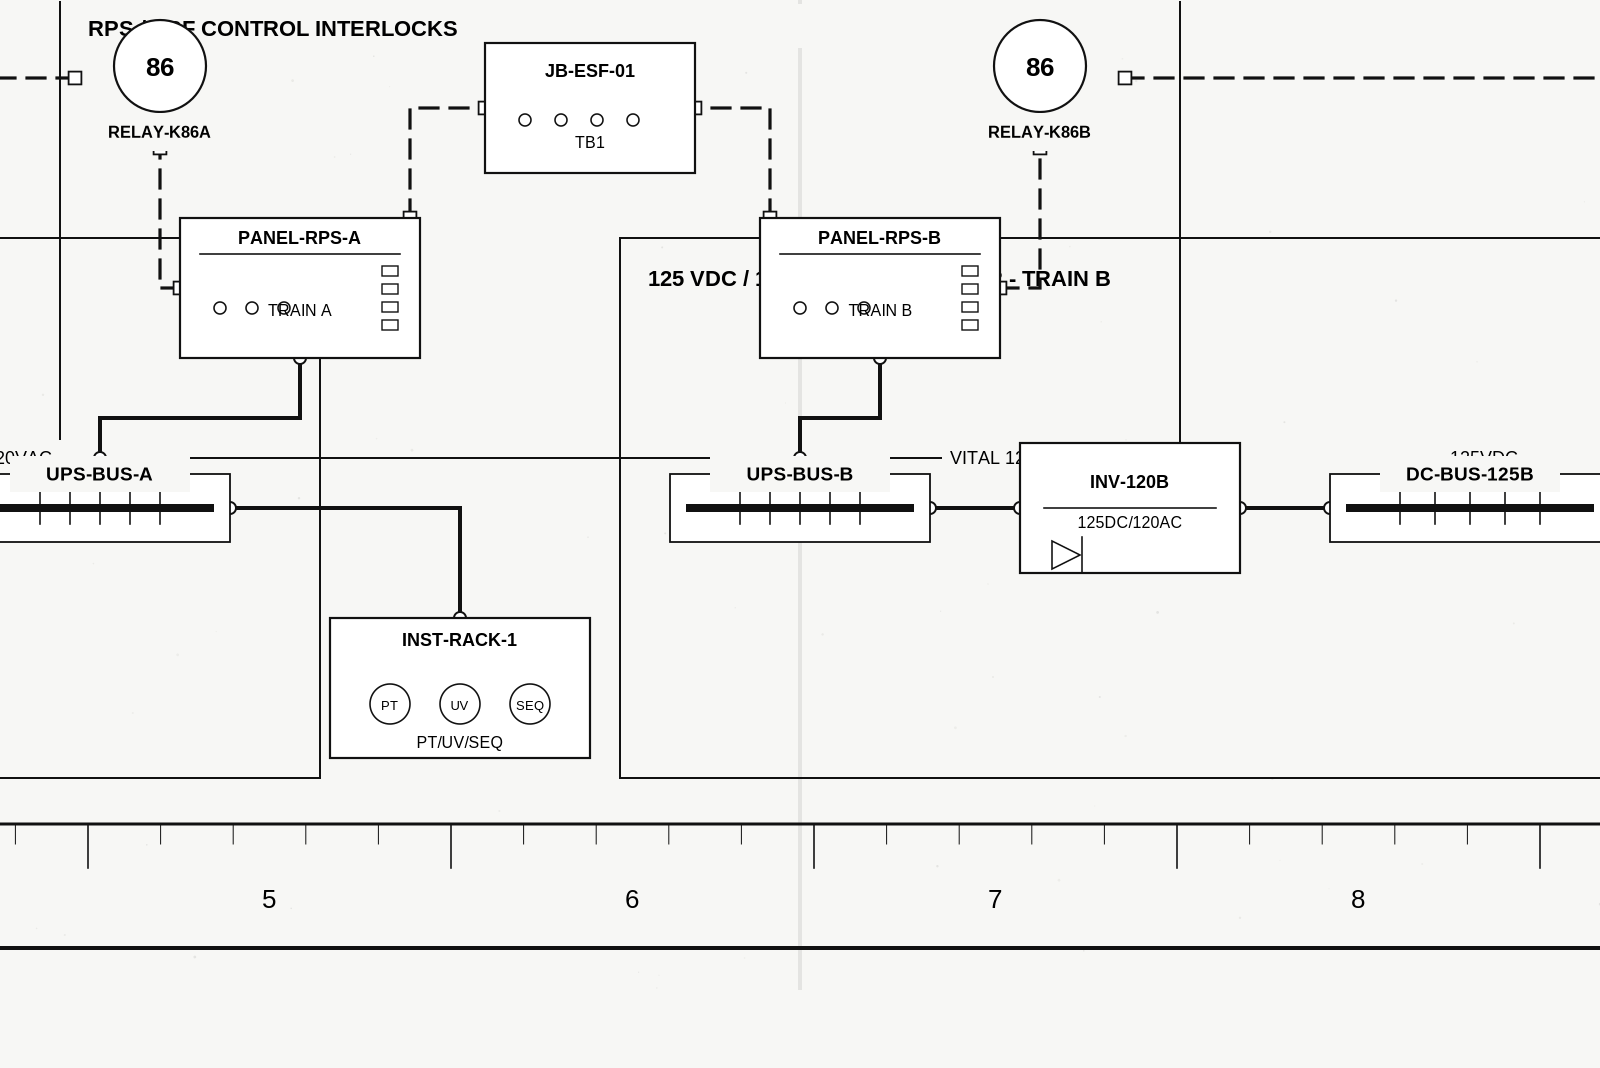 RPS CONTROL INTERLOCKS
86
RELAY-K86A
JB-ESF-01
TB1
86
RELAY-K86B
PANEL-RPS-A
TRAIN A
PANEL-RPS-B
TRAIN B
125 VDC / - TRAIN B
UPS-BUS-A
UPS-BUS-B
VITAL
INV-120B
125DC/120AC
125VDC
DC-BUS-125B
INST-RACK-1
PT
UV
SEQ
PT/UV/SEQ
5
6
7
8